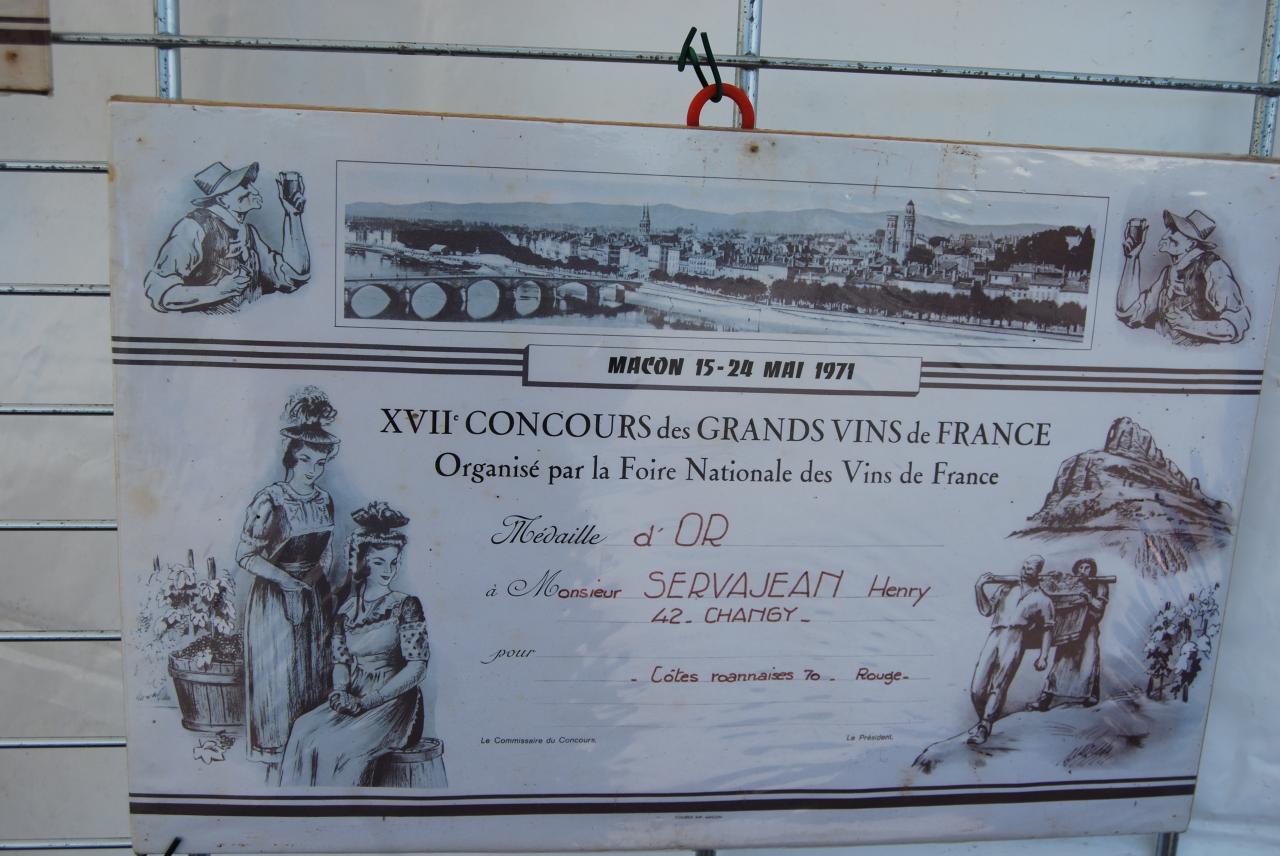 MACON 15-24 MAI 1971
XVIIe CONCOURS des GRANDS VINS de FRANCE
Organisé par la Foire Nationale des Vins de France
Médaille d' OR
à Monsieur SERVAJEAN Henry
42 - CHANGY -
pour
- Côtes roannaises 70 - Rouge -
Le Commissaire du Concours,
Le Président,